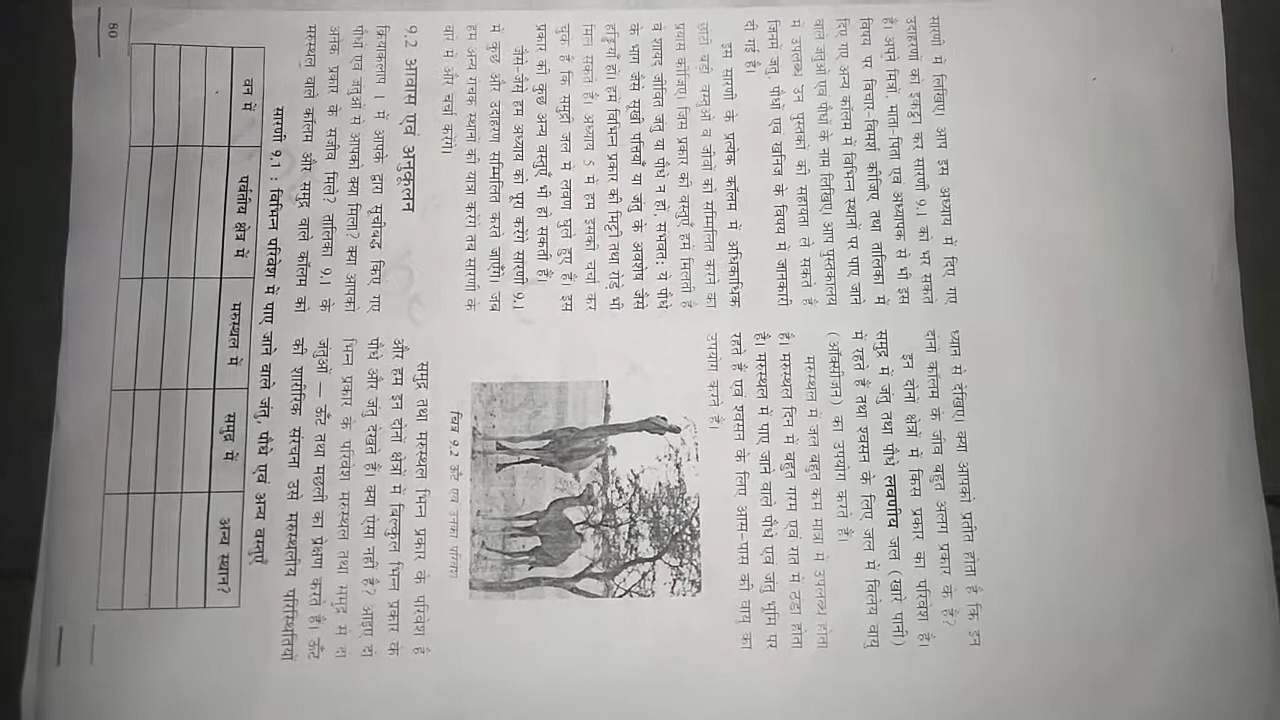 सारणी में लिखिए। आप इस अध्याय में दिए गए
उदाहरणों को इकट्ठा कर सारणी 9.1 को भर सकते
हैं। अपने मित्रों, माता-पिता एवं अध्यापक से भी इस
विषय पर विचार-विमर्श कीजिए तथा तालिका में
दिए गए अन्य कॉलम में विभिन्न स्थानों पर पाए जाने
वाले जंतुओं एवं पौधों के नाम लिखिए। आप पुस्तकालय
में उपलब्ध उन पुस्तकों की सहायता ले सकते हैं
जिनमें जंतु, पौधों एवं खनिज के विषय में जानकारी
दी गई है।
इस सारणी के प्रत्येक कॉलम में अधिकाधिक
छोटी-बड़ी वस्तुओं व जीवों को सम्मिलित करने का
प्रयास कीजिए। किस प्रकार की वस्तुएँ हमें मिलती हैं
वे शायद जीवित जंतु या पौधे न हों, संभवतः ये पौधे
के भाग जैसे सूखी पत्तियाँ या जंतु के अवशेष जैसे
हड्डियाँ हों। हमें विभिन्न प्रकार की मिट्टी तथा रोड़े भी
मिल सकते हैं। अध्याय 5 में हम इसकी चर्चा कर
चुके हैं कि समुद्री जल में लवण घुले हुए हैं। इस
प्रकार की कुछ अन्य वस्तुएँ भी हो सकती हैं।
जैसे-जैसे हम अध्याय को पूरा करेंगे सारणी 9.1
में कुछ और उदाहरण सम्मिलित करते जाएँगे। जब
हम अन्य रोचक स्थानों की यात्रा करेंगे तब सारणी के
बारे में और चर्चा करेंगे।
9.2 आवास एवं अनुकूलन
क्रियाकलाप 1 में आपके द्वारा सूचीबद्ध किए गए
पौधों एवं जंतुओं से आपको क्या मिला? क्या आपको
अनेक प्रकार के सजीव मिले? तालिका 9.1 के
मरुस्थल वाले कॉलम और समुद्र वाले कॉलम को
ध्यान से देखिए। क्या आपको प्रतीत होता है कि इन
दोनों कॉलम के जीव बहुत अलग प्रकार के हैं?
इन दोनों क्षेत्रों में किस प्रकार का परिवेश है।
समुद्र में जंतु तथा पौधे लवणीय जल (खारे पानी)
में रहते हैं तथा श्वसन के लिए जल में विलेय वायु
(ऑक्सीजन) का उपयोग करते हैं।
मरुस्थल में जल बहुत कम मात्रा में उपलब्ध होता
है। मरुस्थल दिन में बहुत गरम एवं रात में ठंडा होता
है। मरुस्थल में पाए जाने वाले पौधे एवं जंतु भूमि पर
रहते हैं एवं श्वसन के लिए आस-पास की वायु का
उपयोग करते हैं।
चित्र 9.2 ऊँट एवं उनका परिवेश
समुद्र तथा मरुस्थल भिन्न प्रकार के परिवेश हैं
और हम इन दोनों क्षेत्रों में बिल्कुल भिन्न प्रकार के
पौधे और जंतु देखते हैं। क्या ऐसा नहीं है? आइए, दो
भिन्न प्रकार के परिवेश मरुस्थल तथा समुद्र में दो
जंतुओं — ऊँट तथा मछली का प्रेक्षण करते हैं। ऊँट
की शारीरिक संरचना उसे मरुस्थलीय परिस्थितियों
सारणी 9.1 : विभिन्न परिवेश में पाए जाने वाले जंतु, पौधे एवं अन्य वस्तुएँ
वन में पर्वतीय क्षेत्र में मरुस्थल में समुद्र में अन्य स्थान?
80